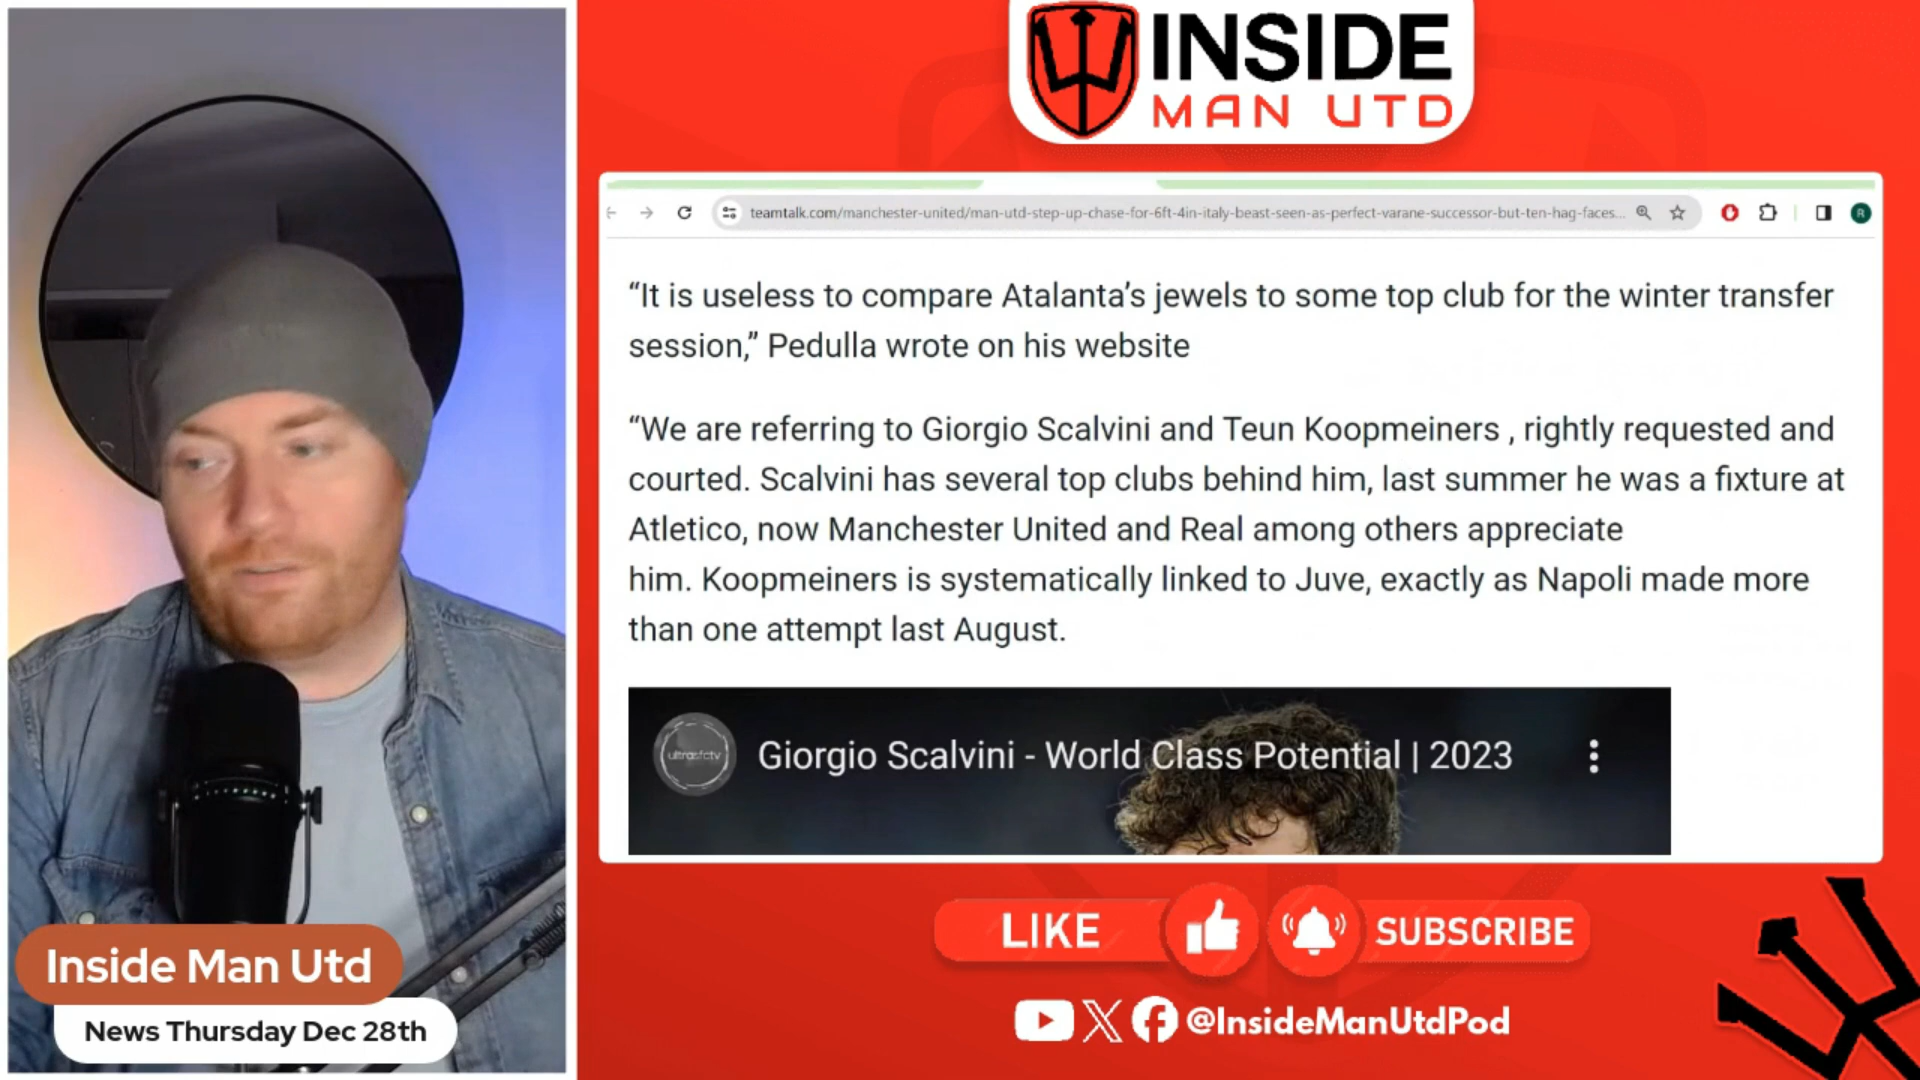 INSIDE
MAN UTD
teamtalk.com/manchester-united/man-utd-step-up-chase-for-6ft-4in-italy-beast-seen-as-perfect-varane-successor-but-ten-hag-faces...
R
“It is useless to compare Atalanta’s jewels to some top club for the winter transfer
session,” Pedulla wrote on his website
“We are referring to Giorgio Scalvini and Teun Koopmeiners , rightly requested and
courted. Scalvini has several top clubs behind him, last summer he was a fixture at
Atletico, now Manchester United and Real among others appreciate
him. Koopmeiners is systematically linked to Juve, exactly as Napoli made more
than one attempt last August.
ultrasfctv
Giorgio Scalvini - World Class Potential | 2023
LIKE
SUBSCRIBE
@InsideManUtdPod
Inside Man Utd
News Thursday Dec 28th